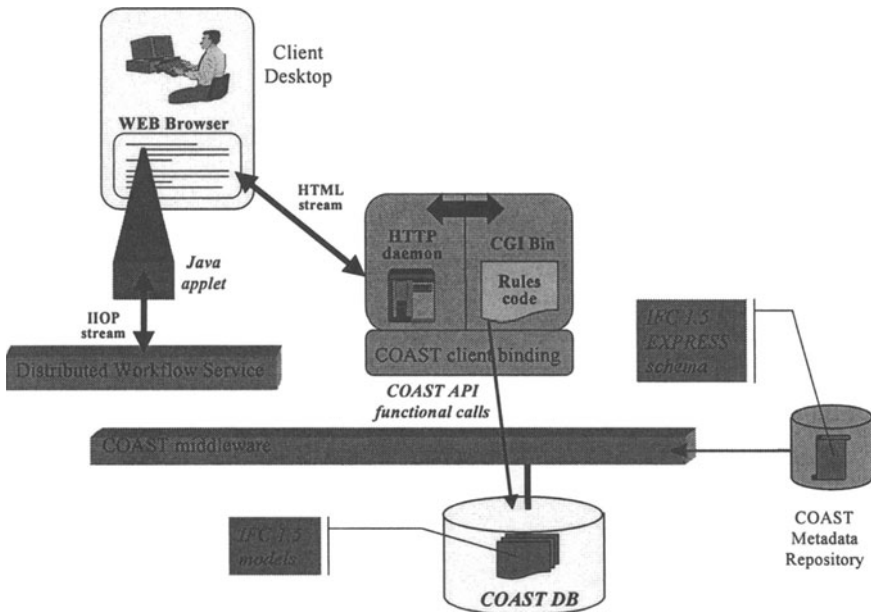 Client
Desktop
WEB Browser
HTML
stream
HTTP
daemon
CGI Bin
Rules
code
Java
applet
IIOP
stream
Distributed Workflow Service
COAST client binding
IFC 1.5
EXPRESS
schema
COAST API
functional calls
COAST middleware
COAST
Metadata
Repository
IFC 1.5
models
COAST DB